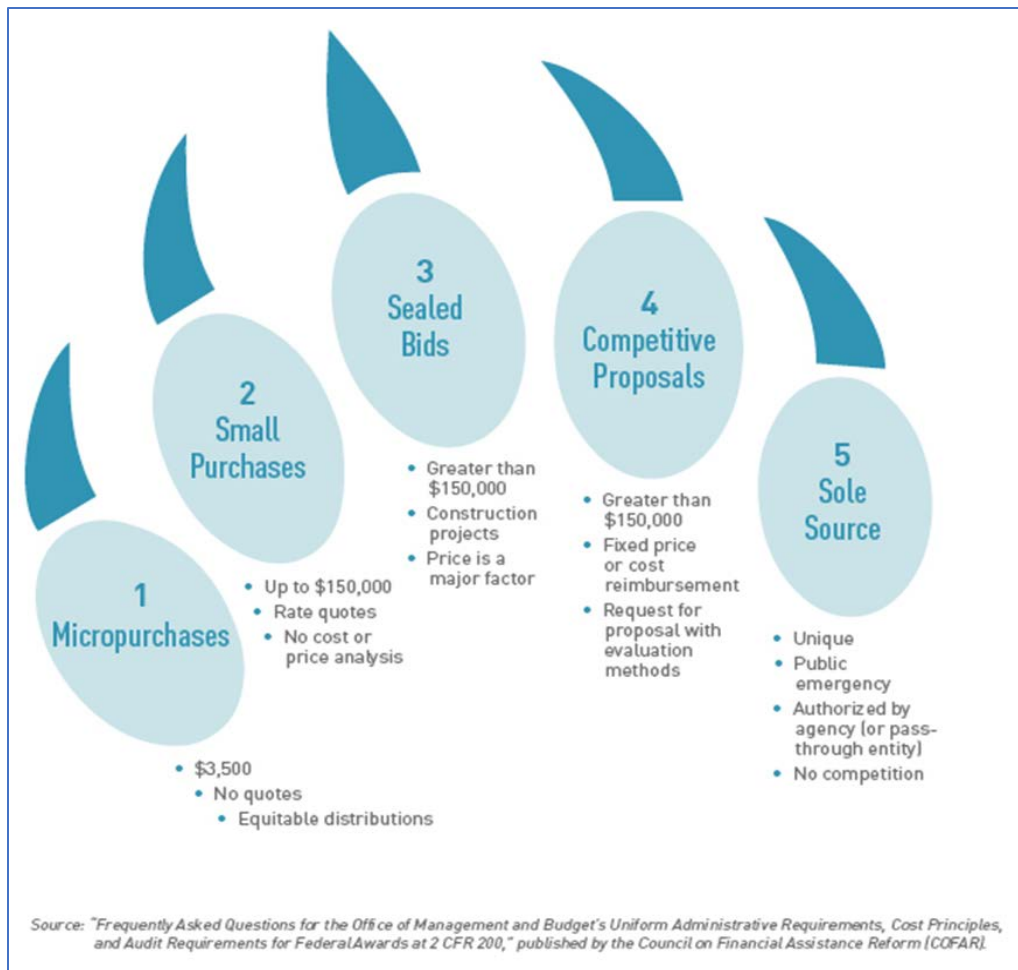 1
Micropurchases
• $3,500
• No quotes
• Equitable distributions
2
Small
Purchases
• Up to $150,000
• Rate quotes
• No cost or
price analysis
3
Sealed
Bids
• Greater than
$150,000
• Construction
projects
• Price is a
major factor
4
Competitive
Proposals
• Greater than
$150,000
• Fixed price
or cost
reimbursement
• Request for
proposal with
evaluation
methods
5
Sole
Source
• Unique
• Public
emergency
• Authorized by
agency (or pass-
through entity)
• No competition
Source: "Frequently Asked Questions for the Office of Management and Budget's Uniform Administrative Requirements, Cost Principles,
and Audit Requirements for Federal Awards at 2 CFR 200," published by the Council on Financial Assistance Reform (COFAR).